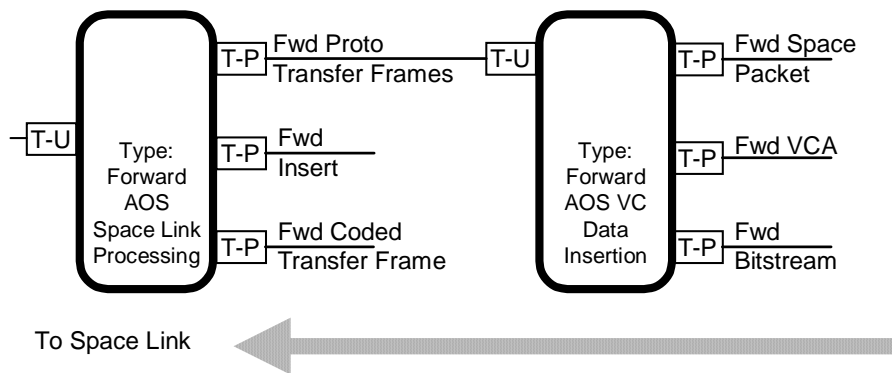 T-U
Type:
Forward
AOS
Space Link
Processing
T-P
Fwd Proto
Transfer Frames
T-P
Fwd
Insert
T-P
Fwd Coded
Transfer Frame
T-U
Type:
Forward
AOS VC
Data
Insertion
T-P
Fwd Space
Packet
T-P
Fwd VCA
T-P
Fwd
Bitstream
To Space Link